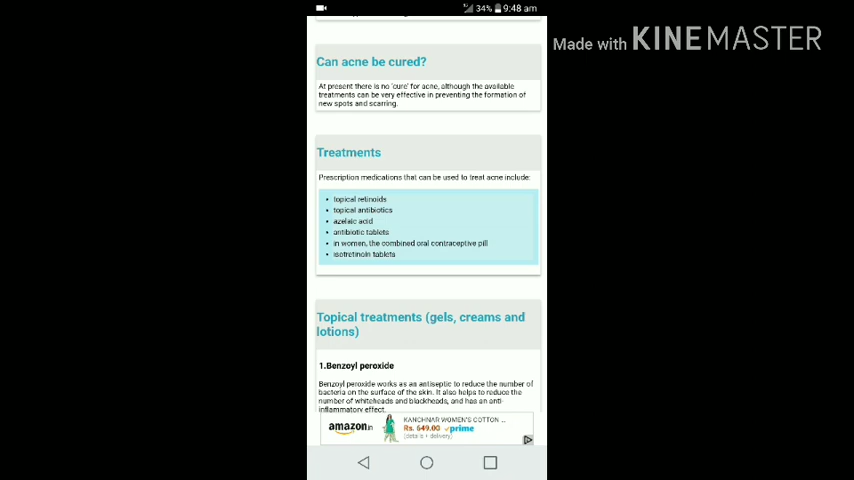 34% 9:48 am
Made with KINEMASTER
Can acne be cured?
At present there is no 'cure' for acne, although the available
treatments can be very effective in preventing the formation of
new spots and scarring.
Treatments
Prescription medications that can be used to treat acne include:
• topical retinoids
• topical antibiotics
• azelaic acid
• antibiotic tablets
• in women, the combined oral contraceptive pill
• isotretinoin tablets
Topical treatments (gels, creams and
lotions)
1.Benzoyl peroxide
Benzoyl peroxide works as an antiseptic to reduce the number of
bacteria on the surface of the skin. It also helps to reduce the
number of whiteheads and blackheads, and has an anti-
inflammatory effect.
amazon.in
KANCHNAR WOMEN'S COTTON ...
Rs. 649.00 prime
(details + delivery)